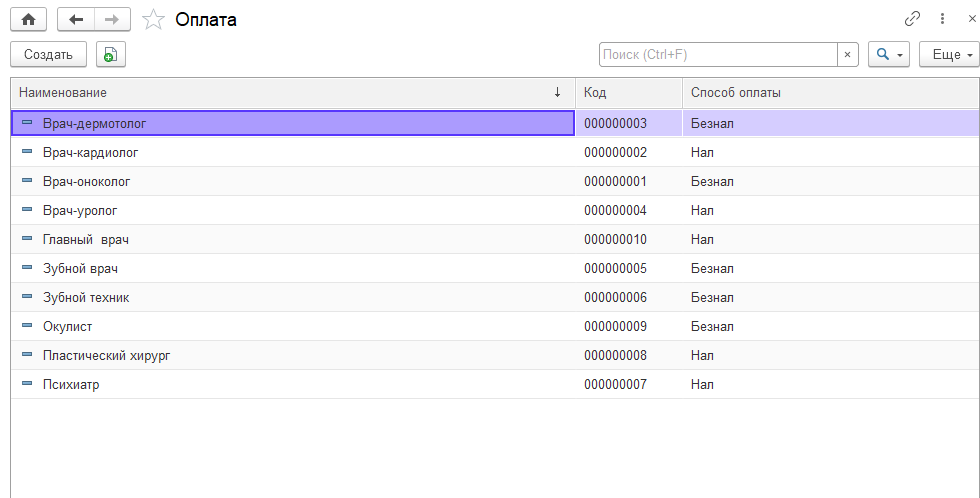 Оплата
Создать
Поиск (Ctrl+F)
×
Еще
Наименование ↓ Код Способ оплаты
Врач-дермотолог 000000003 Безнал
Врач-кардиолог 000000002 Нал
Врач-оноколог 000000001 Безнал
Врач-уролог 000000004 Нал
Главный  врач 000000010 Нал
Зубной врач 000000005 Безнал
Зубной техник 000000006 Безнал
Окулист 000000009 Безнал
Пластический хирург 000000008 Нал
Психиатр 000000007 Нал